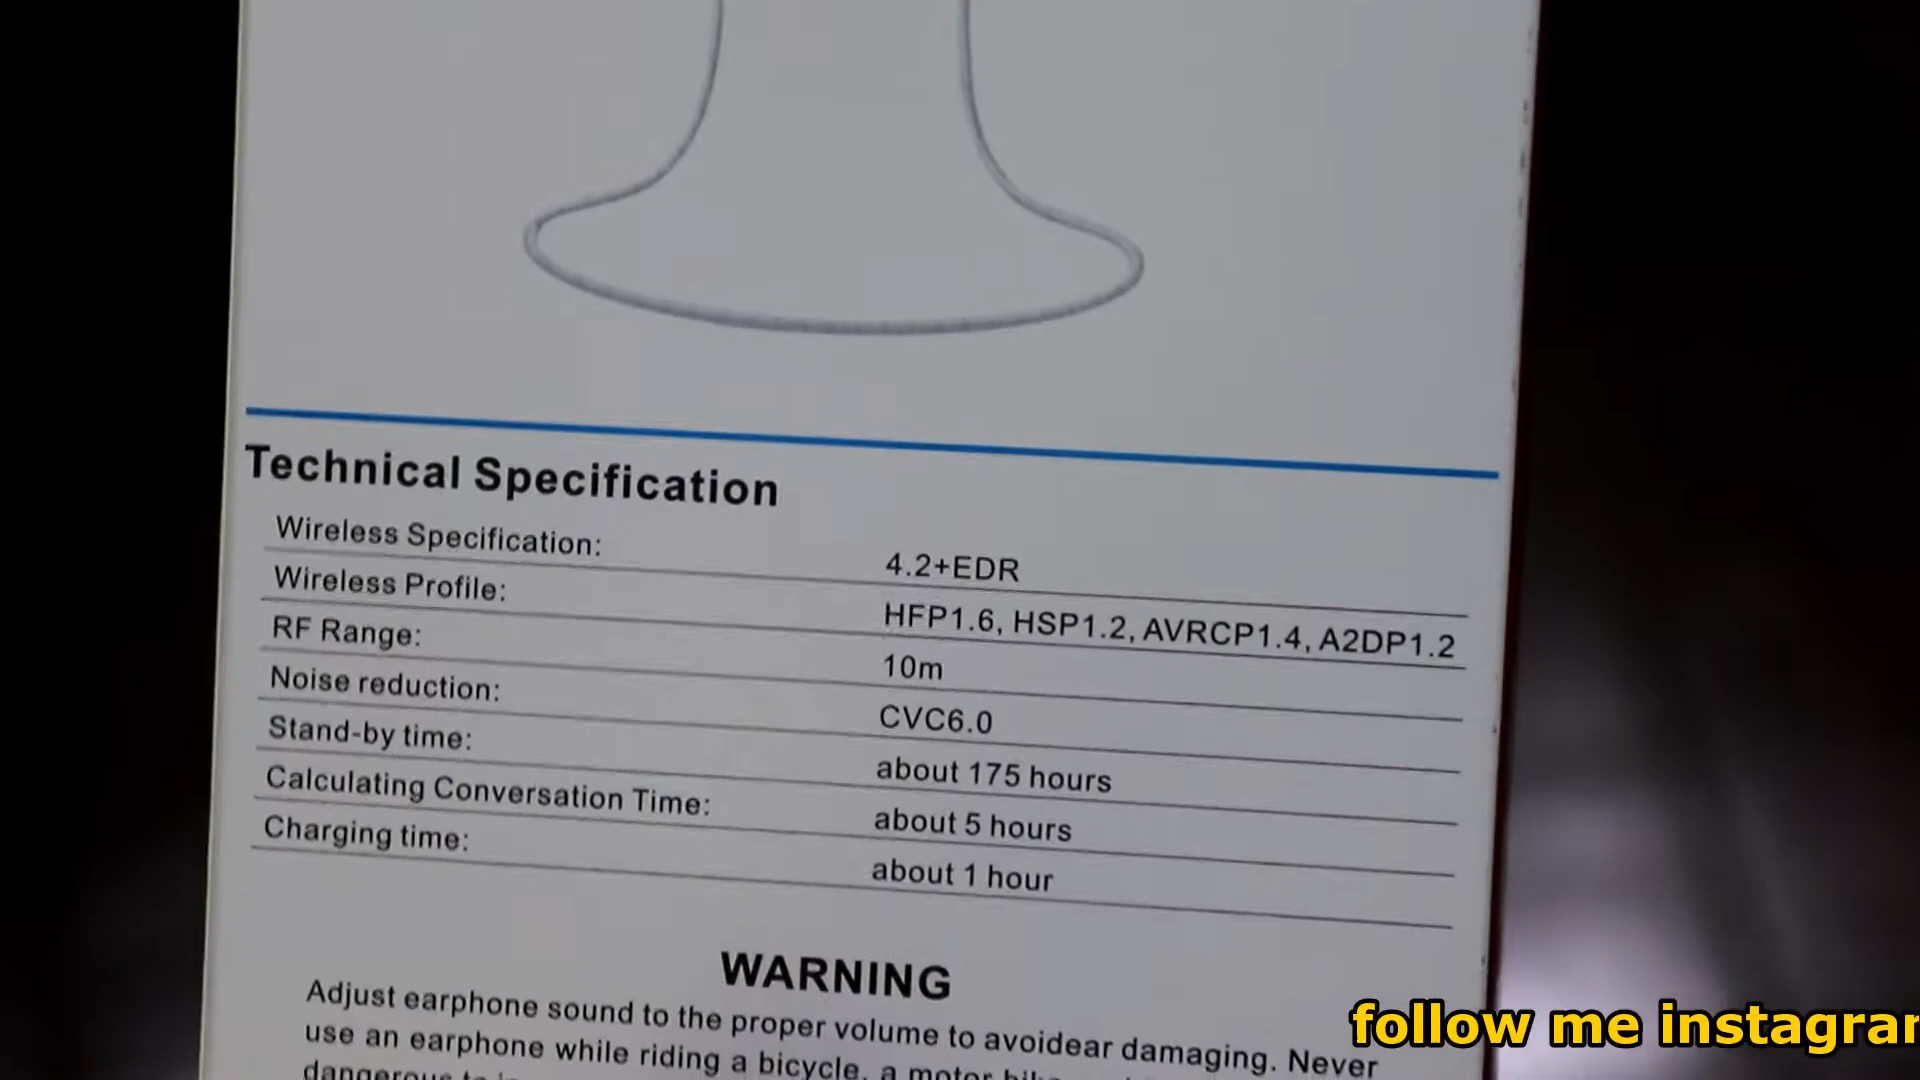 Technical Specification
Wireless Specification: 4.2+EDR
Wireless Profile: HFP1.6, HSP1.2, AVRCP1.4, A2DP1.2
RF Range: 10m
Noise reduction: CVC6.0
Stand-by time: about 175 hours
Calculating Conversation Time: about 5 hours
Charging time: about 1 hour
WARNING
Adjust earphone sound to the proper volume to avoidear damaging. Never
use an earphone while riding a bicycle, a motor
follow me instagram